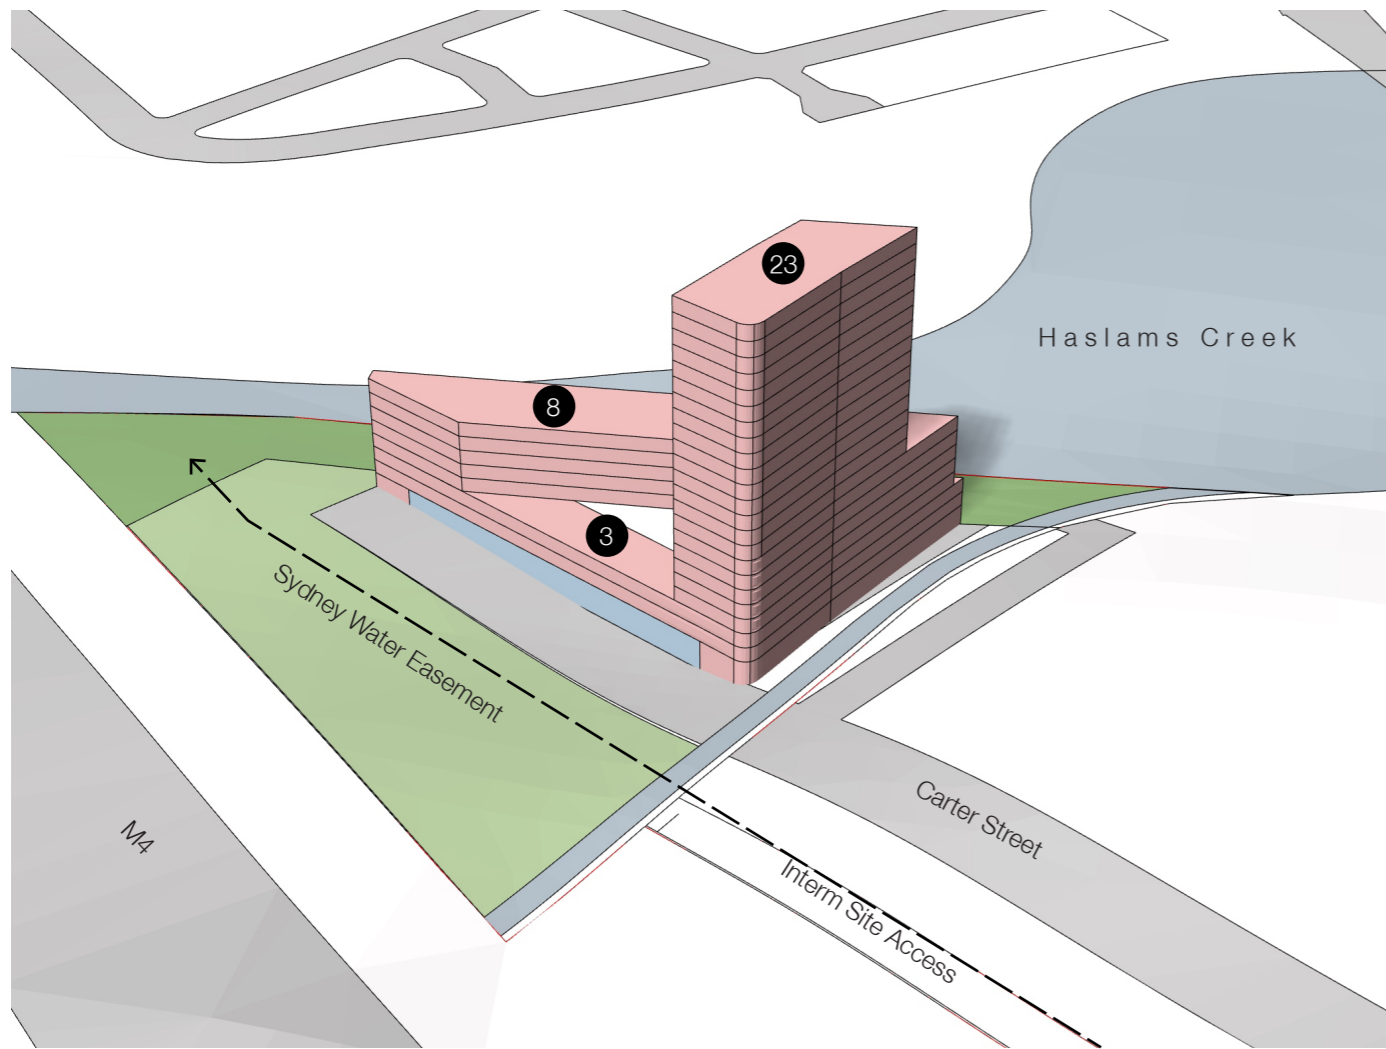 23
Haslams Creek
8
3
Sydney Water Easement
M4
Carter Street
Interm Site Access